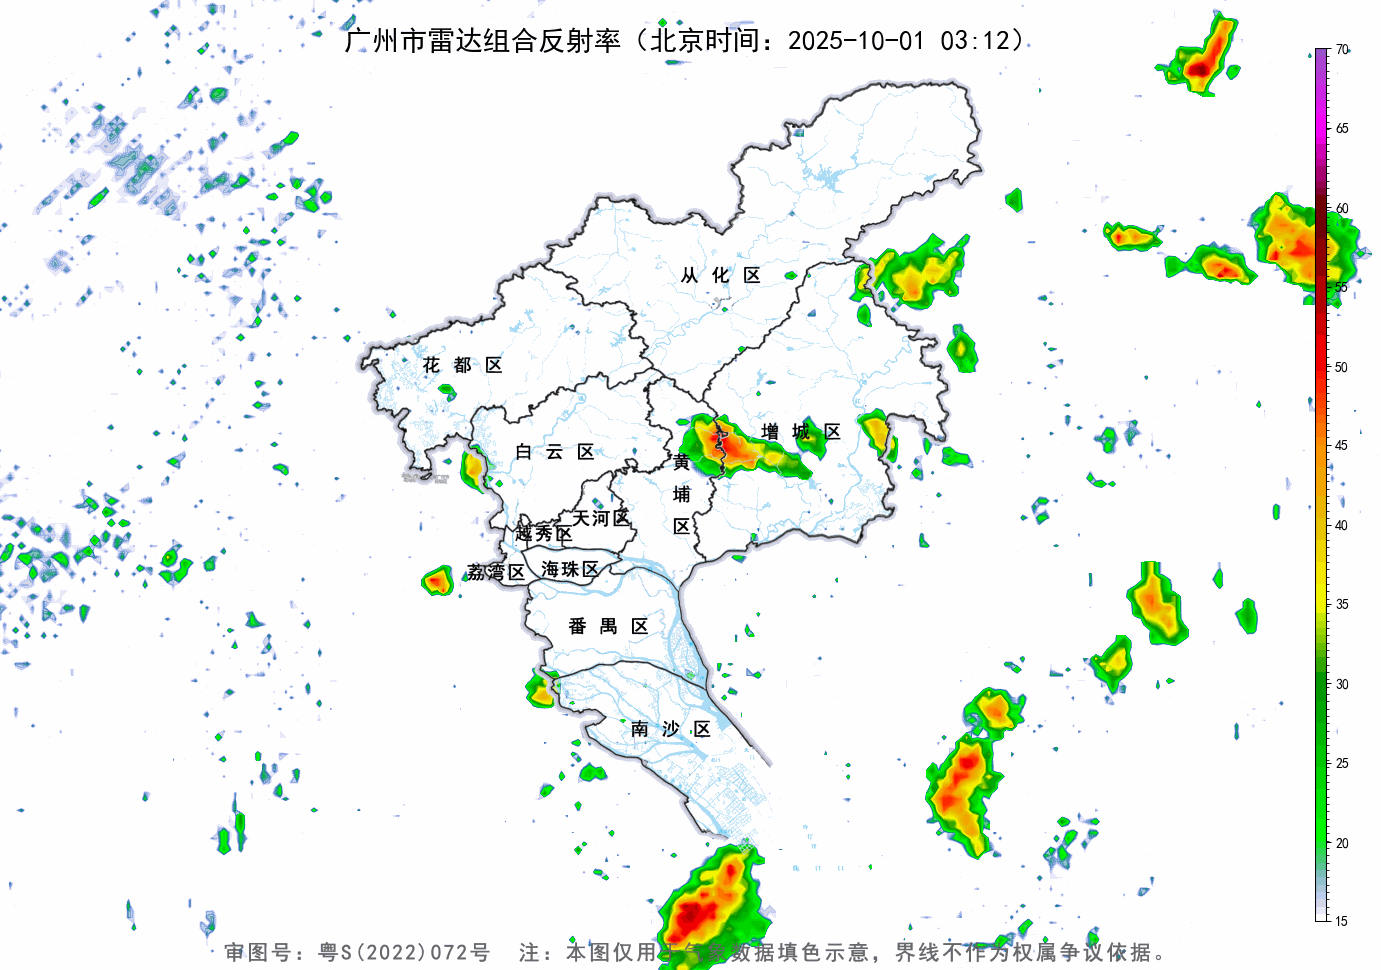 广州市雷达组合反射率（北京时间：2025-10-01 03:12）
70
65
60
55
50
45
40
35
30
25
20
15
从化区
花都区
增城区
白云区
黄埔区
天河区
越秀区
荔湾区
海珠区
番禺区
南沙区
审图号：粤S(2022)072号 注：本图仅用于气象数据填色示意，界线不作为权属争议依据。